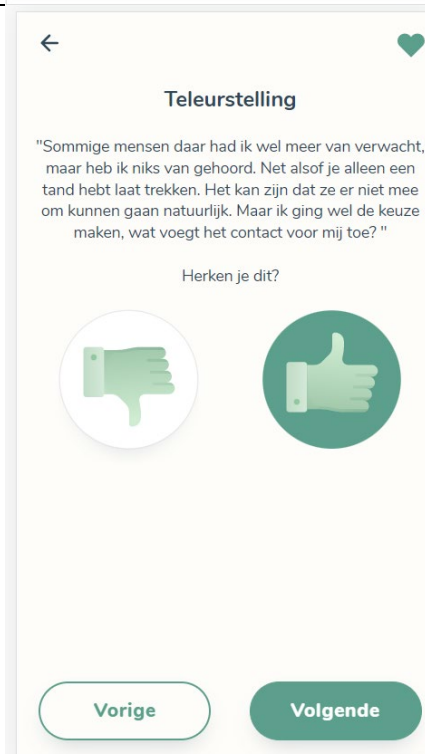 Teleurstelling
"Sommige mensen daar had ik wel meer van verwacht,
maar heb ik niks van gehoord. Net alsof je alleen een
tand hebt laat trekken. Het kan zijn dat ze er niet mee
om kunnen gaan natuurlijk. Maar ik ging wel de keuze
maken, wat voegt het contact voor mij toe? "
Herken je dit?
Vorige
Volgende